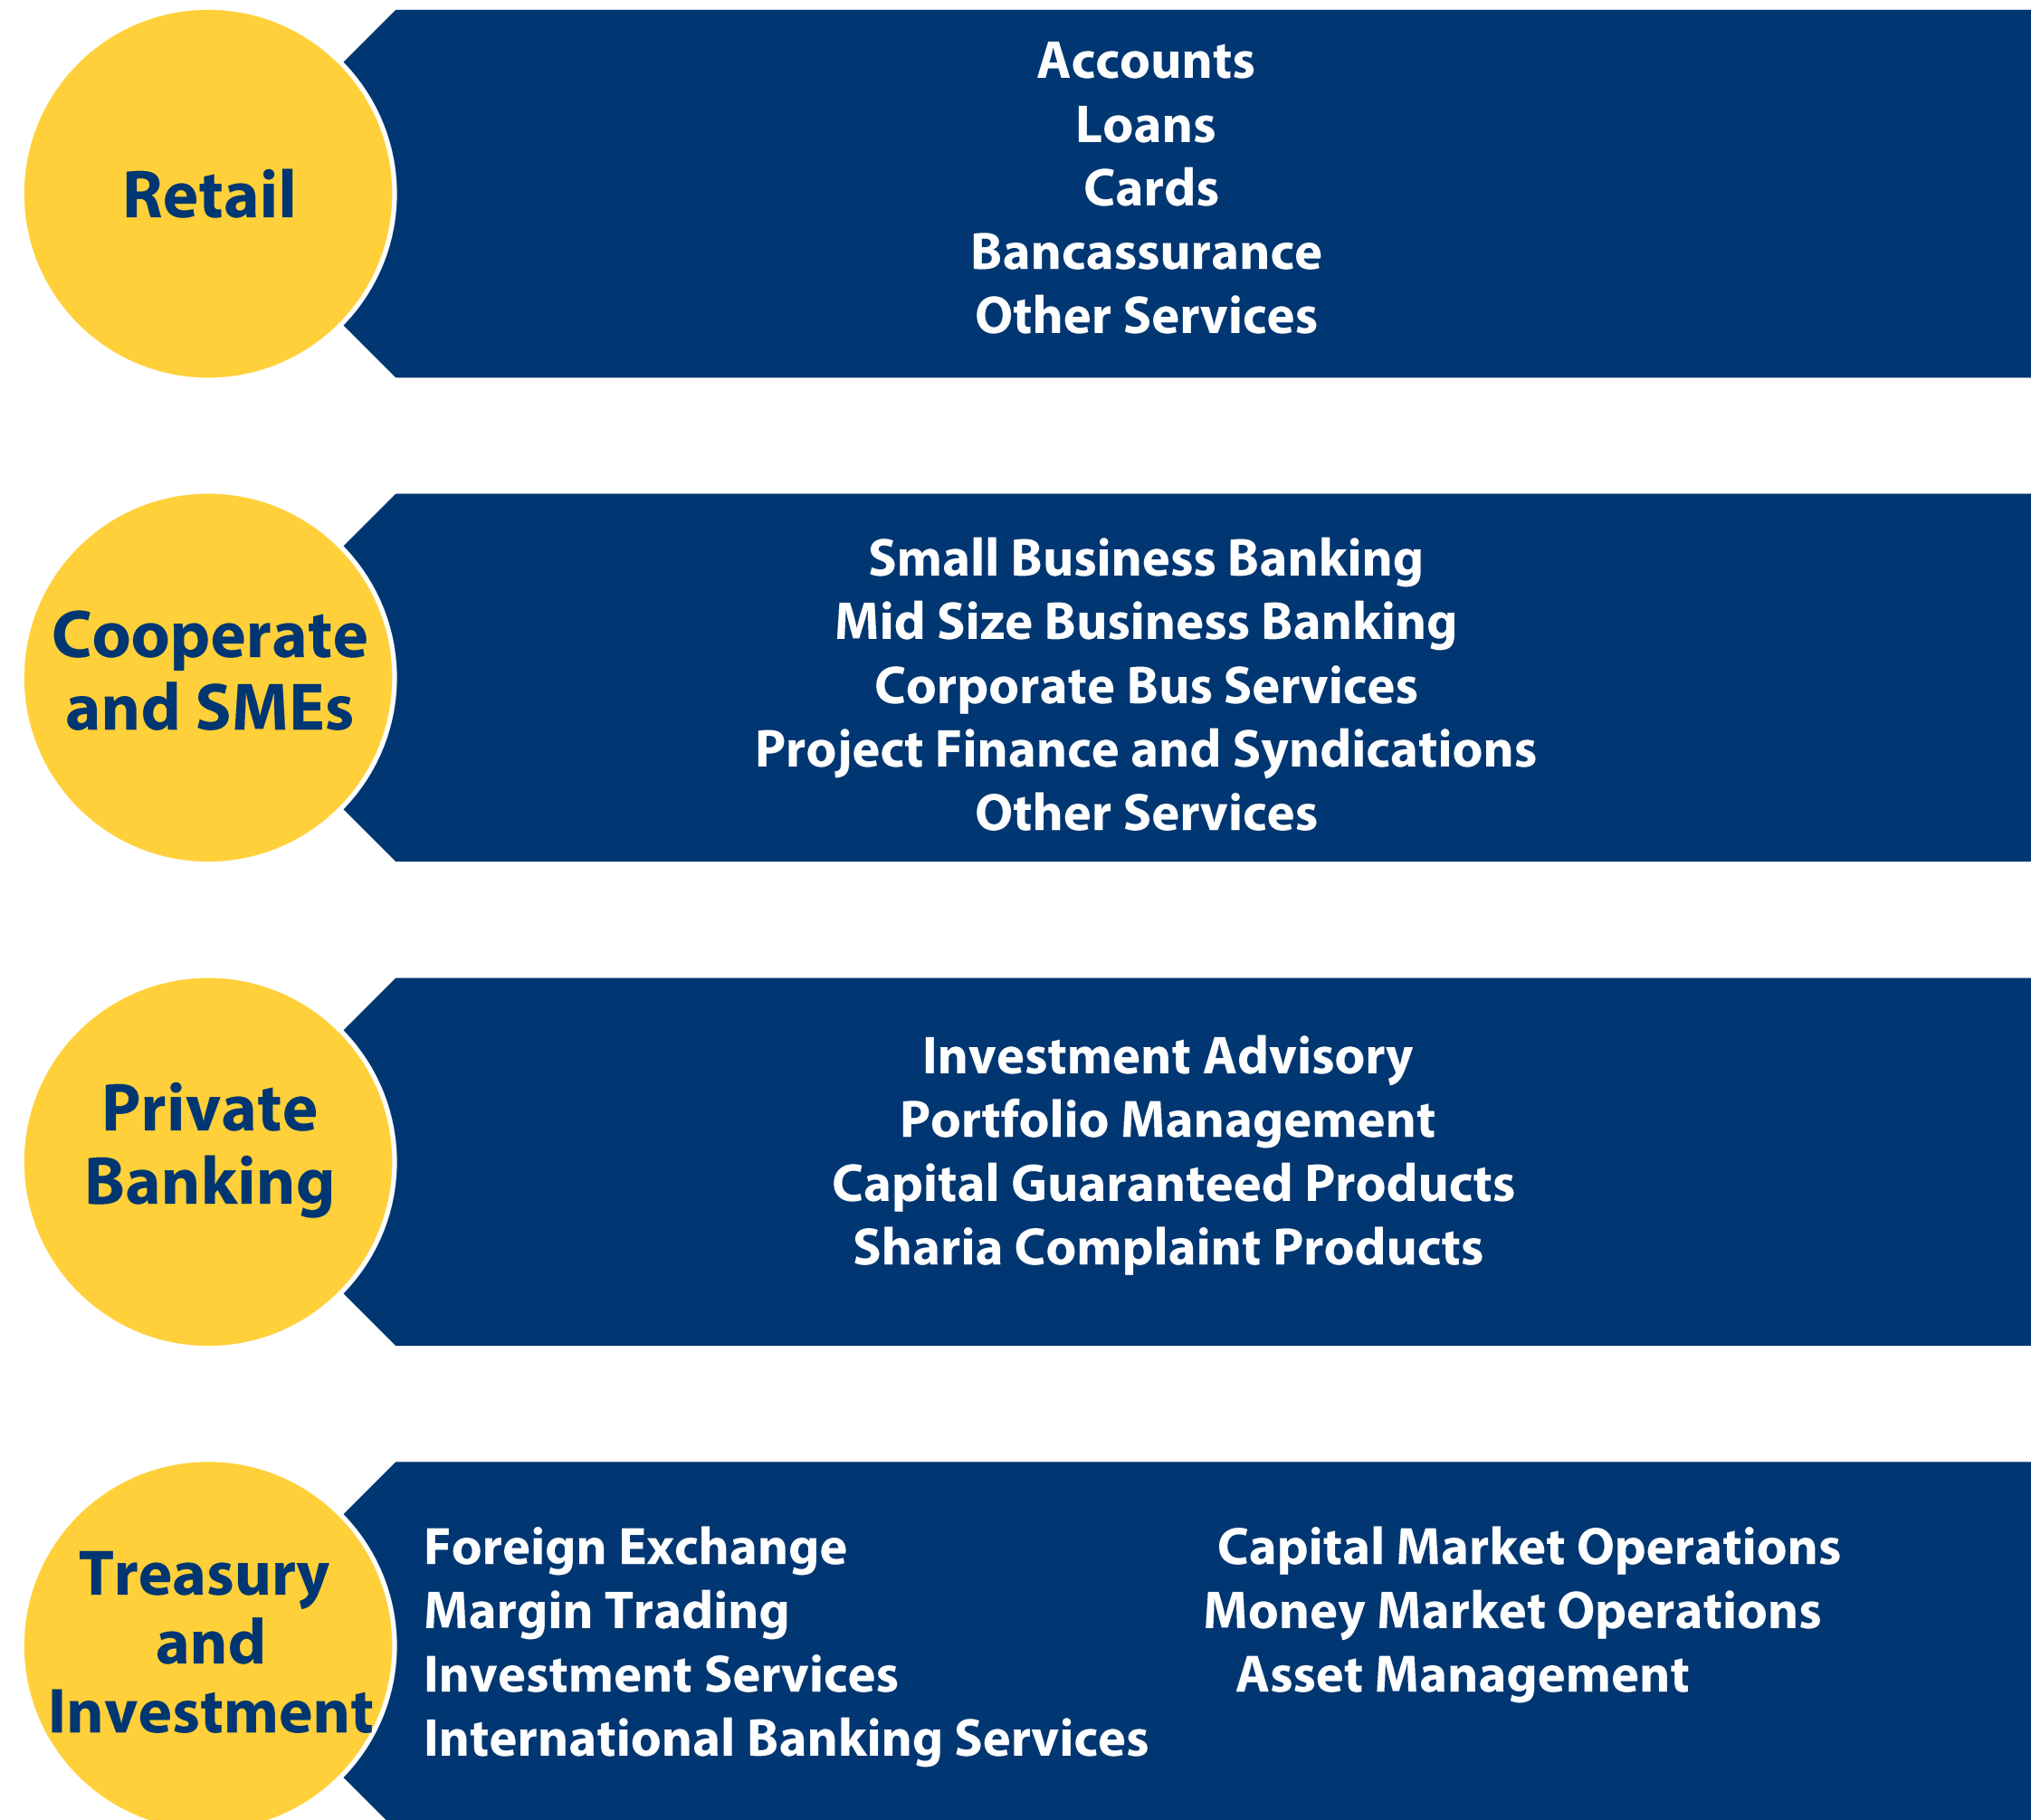 Retail
Accounts
Loans
Cards
Bancassurance
Other Services
Cooperate
and SMEs
Small Business Banking
Mid Size Business Banking
Corporate Bus Services
Project Finance and Syndications
Other Services
Private
Banking
Investment Advisory
Portfolio Management
Capital Guaranteed Products
Sharia Complaint Products
Treasury
and
Investment
Foreign Exchange
Margin Trading
Investment Services
International Banking Services
Capital Market Operations
Money Market Operations
Asset Management